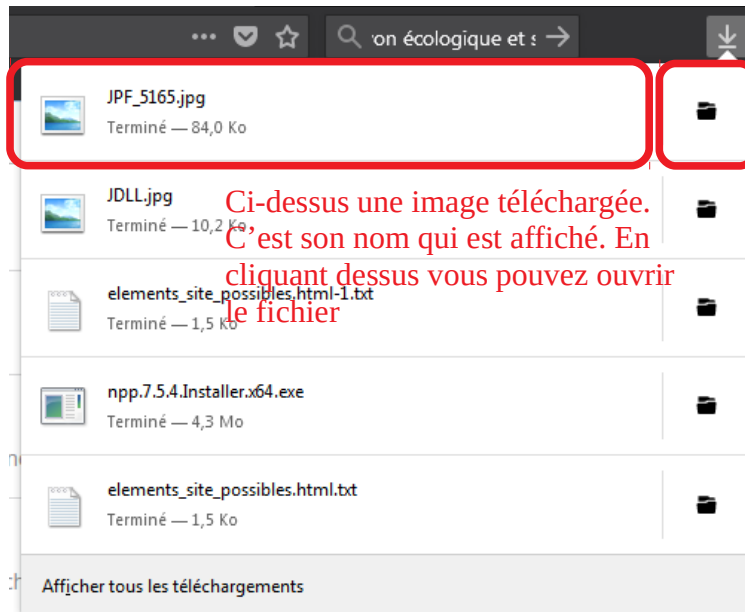 von écologique et s
JPF_5165.jpg
Terminé — 84,0 Ko
JDLL.jpg
Terminé — 10,2 Ko
Ci-dessus une image téléchargée.
C’est son nom qui est affiché. En
cliquant dessus vous pouvez ouvrir
le fichier
elements_site_possibles.html-1.txt
Terminé — 1,5 Ko
npp.7.5.4.Installer.x64.exe
Terminé — 4,3 Mo
elements_site_possibles.html.txt
Terminé — 1,5 Ko
Afficher tous les téléchargements